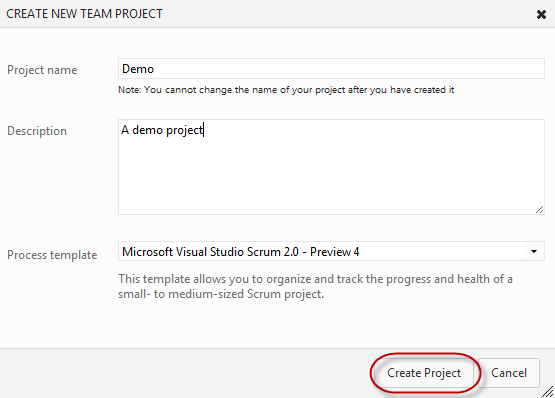 CREATE NEW TEAM PROJECT
Project name
Demo
Note: You cannot change the name of your project after you have created it
Description
A demo project
Process template
Microsoft Visual Studio Scrum 2.0 - Preview 4
This template allows you to organize and track the progress and health of a
small- to medium-sized Scrum project.
Create Project
Cancel